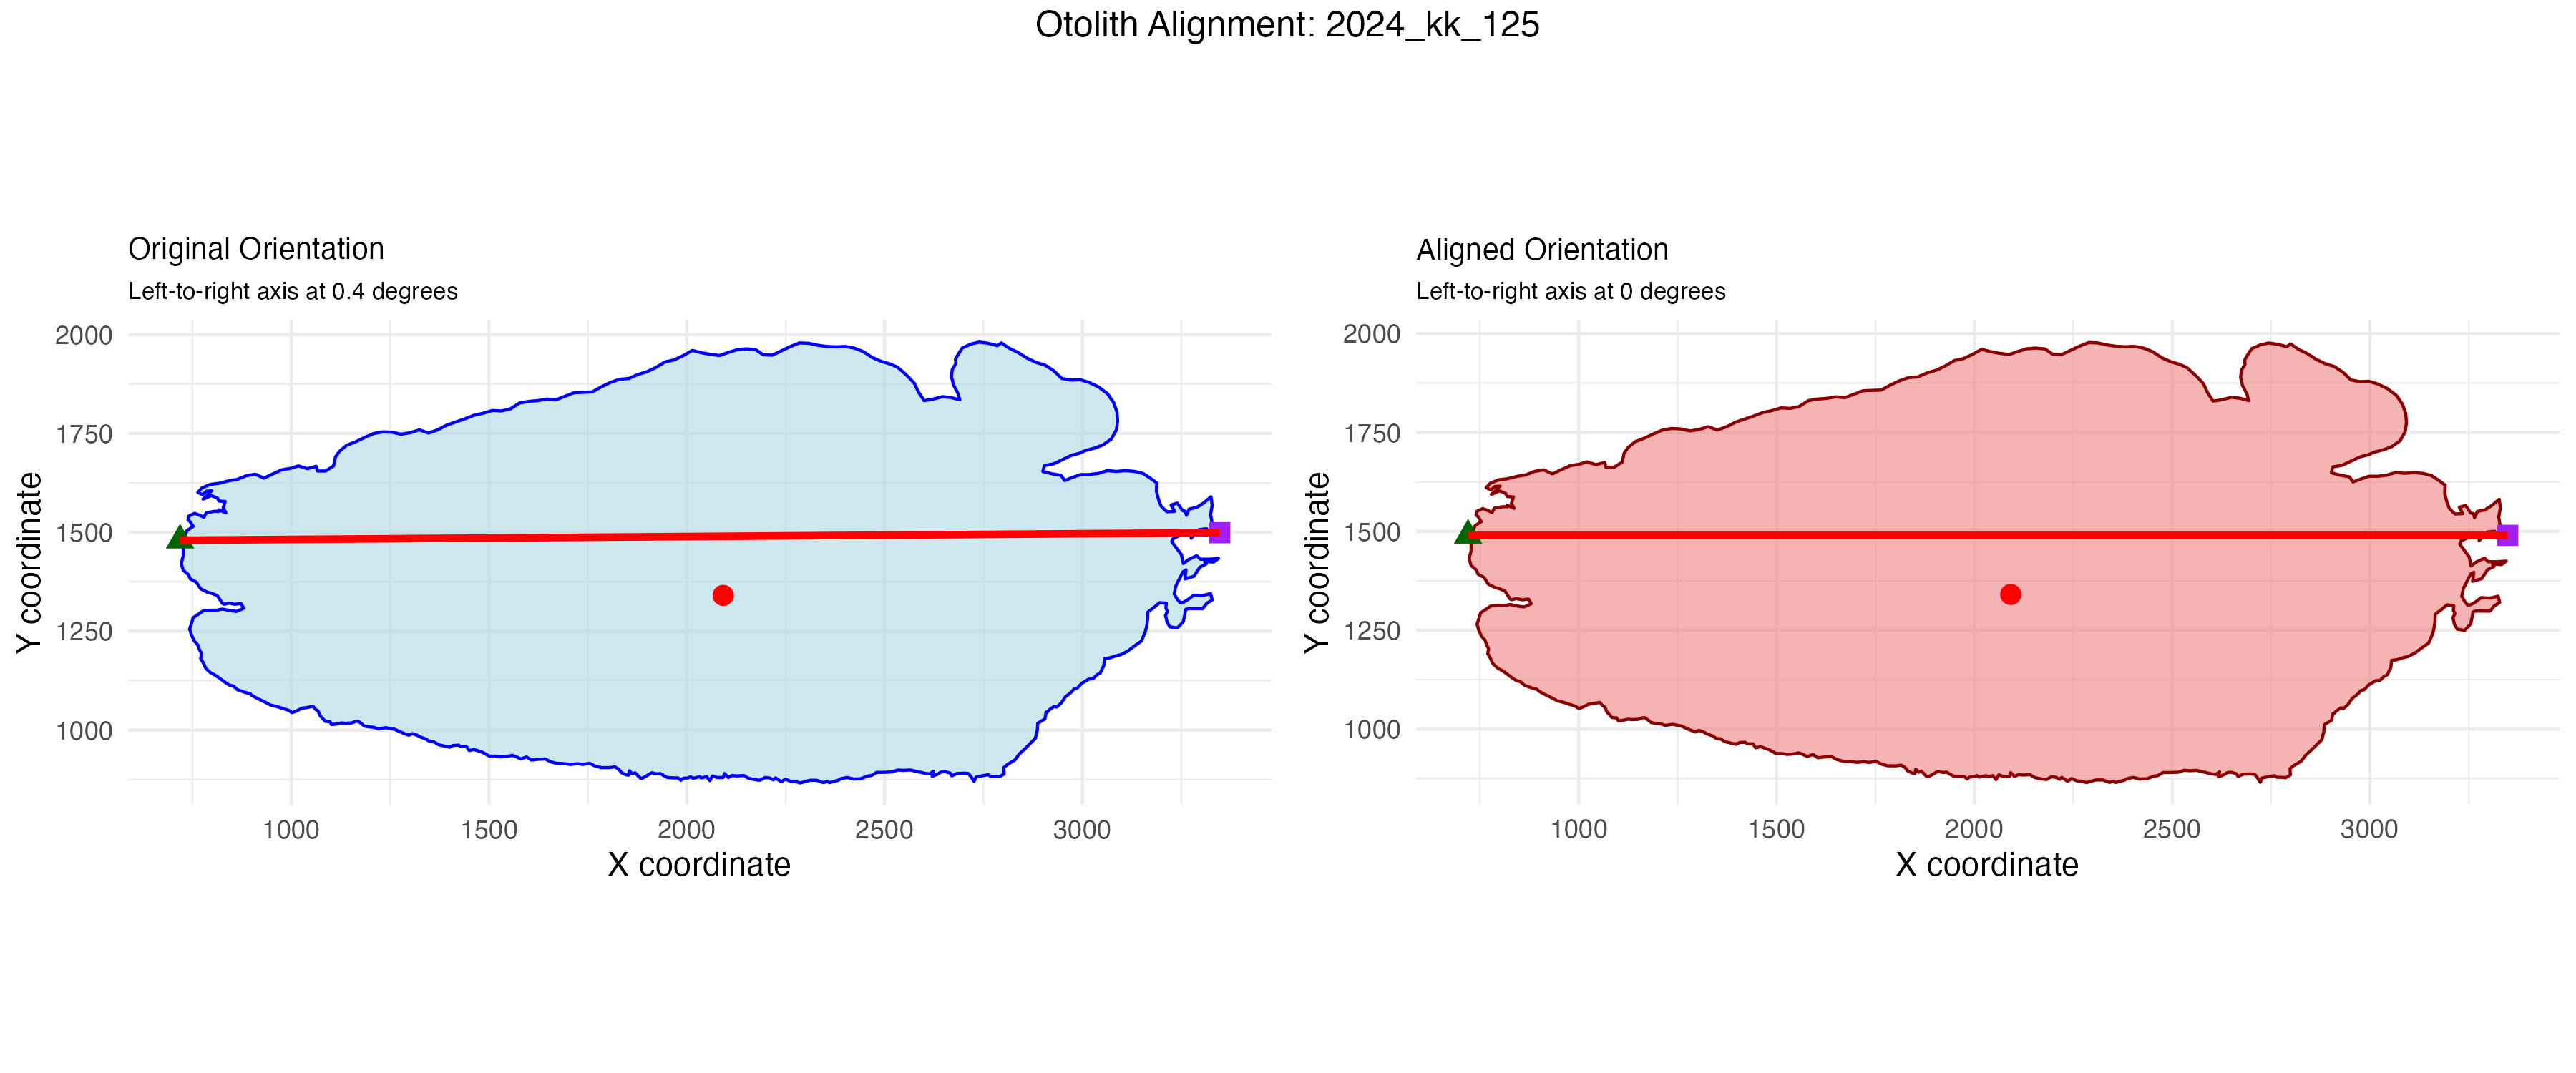 Otolith Alignment: 2024_kk_125
Original Orientation
Left-to-right axis at 0.4 degrees
2000
1750
1500
1250
1000
Y coordinate
1000 1500 2000 2500 3000
X coordinate
Aligned Orientation
Left-to-right axis at 0 degrees
2000
1750
1500
1250
1000
Y coordinate
1000 1500 2000 2500 3000
X coordinate